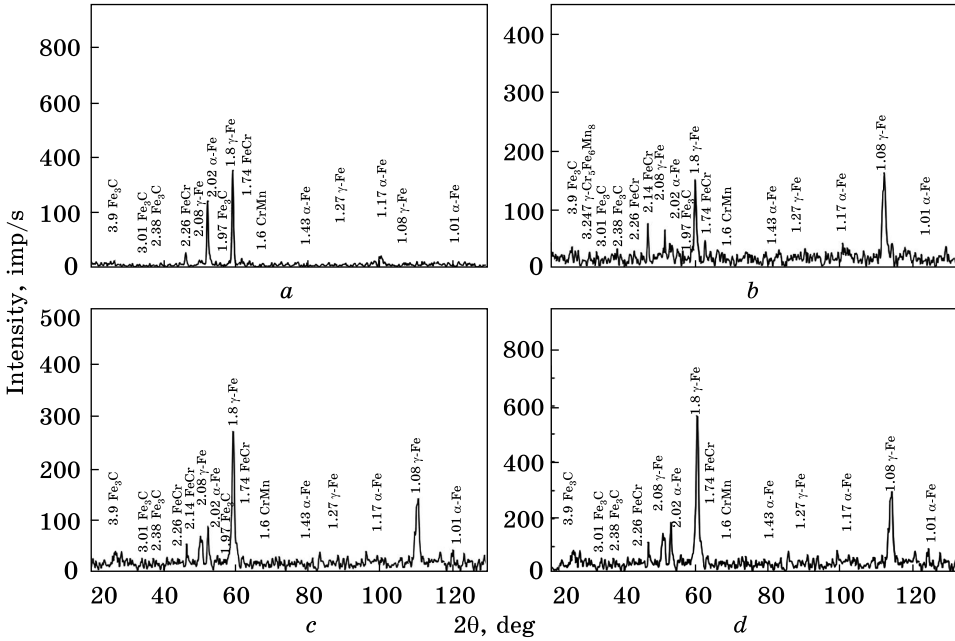 Intensity, imp/s
800
600
400
100
0
3.9 Fe₃C
3.01 Fe₃C
2.38 Fe₃C
2.26 FeCr
2.08 γ-Fe
2.02 α-Fe
1.97 Fe₃C
1.8 γ-Fe
1.74 FeCr
1.6 CrMn
1.43 α-Fe
1.27 γ-Fe
1.17 α-Fe
1.08 γ-Fe
1.01 α-Fe
a
400
300
200
100
0
3.9 Fe₃C
3.247 γ-Cr₅Fe₆Mn₈
3.01 Fe₃C
2.38 Fe₃C
2.26 FeCr
2.14 FeCr
2.08 γ-Fe
2.02 α-Fe
1.97 Fe₃C
1.8 γ-Fe
1.74 FeCr
1.6 CrMn
1.43 α-Fe
1.27 γ-Fe
1.17 α-Fe
1.08 γ-Fe
1.01 α-Fe
b
500
400
300
200
100
0
3.9 Fe₃C
3.01 Fe₃C
2.38 Fe₃C
2.26 FeCr
2.14 FeCr
2.08 γ-Fe
2.02 α-Fe
1.97 Fe₃C
1.8 γ-Fe
1.74 FeCr
1.6 CrMn
1.43 α-Fe
1.27 γ-Fe
1.17 α-Fe
1.08 γ-Fe
1.01 α-Fe
20 40 60 80 100 120
c
800
600
400
200
0
3.9 Fe₃C
3.01 Fe₃C
2.38 Fe₃C
2.26 FeCr
2.08 γ-Fe
2.02 α-Fe
1.8 γ-Fe
1.74 FeCr
1.6 CrMn
1.43 α-Fe
1.27 γ-Fe
1.17 α-Fe
1.08 γ-Fe
1.01 α-Fe
20 40 60 80 100 120
d
2θ, deg